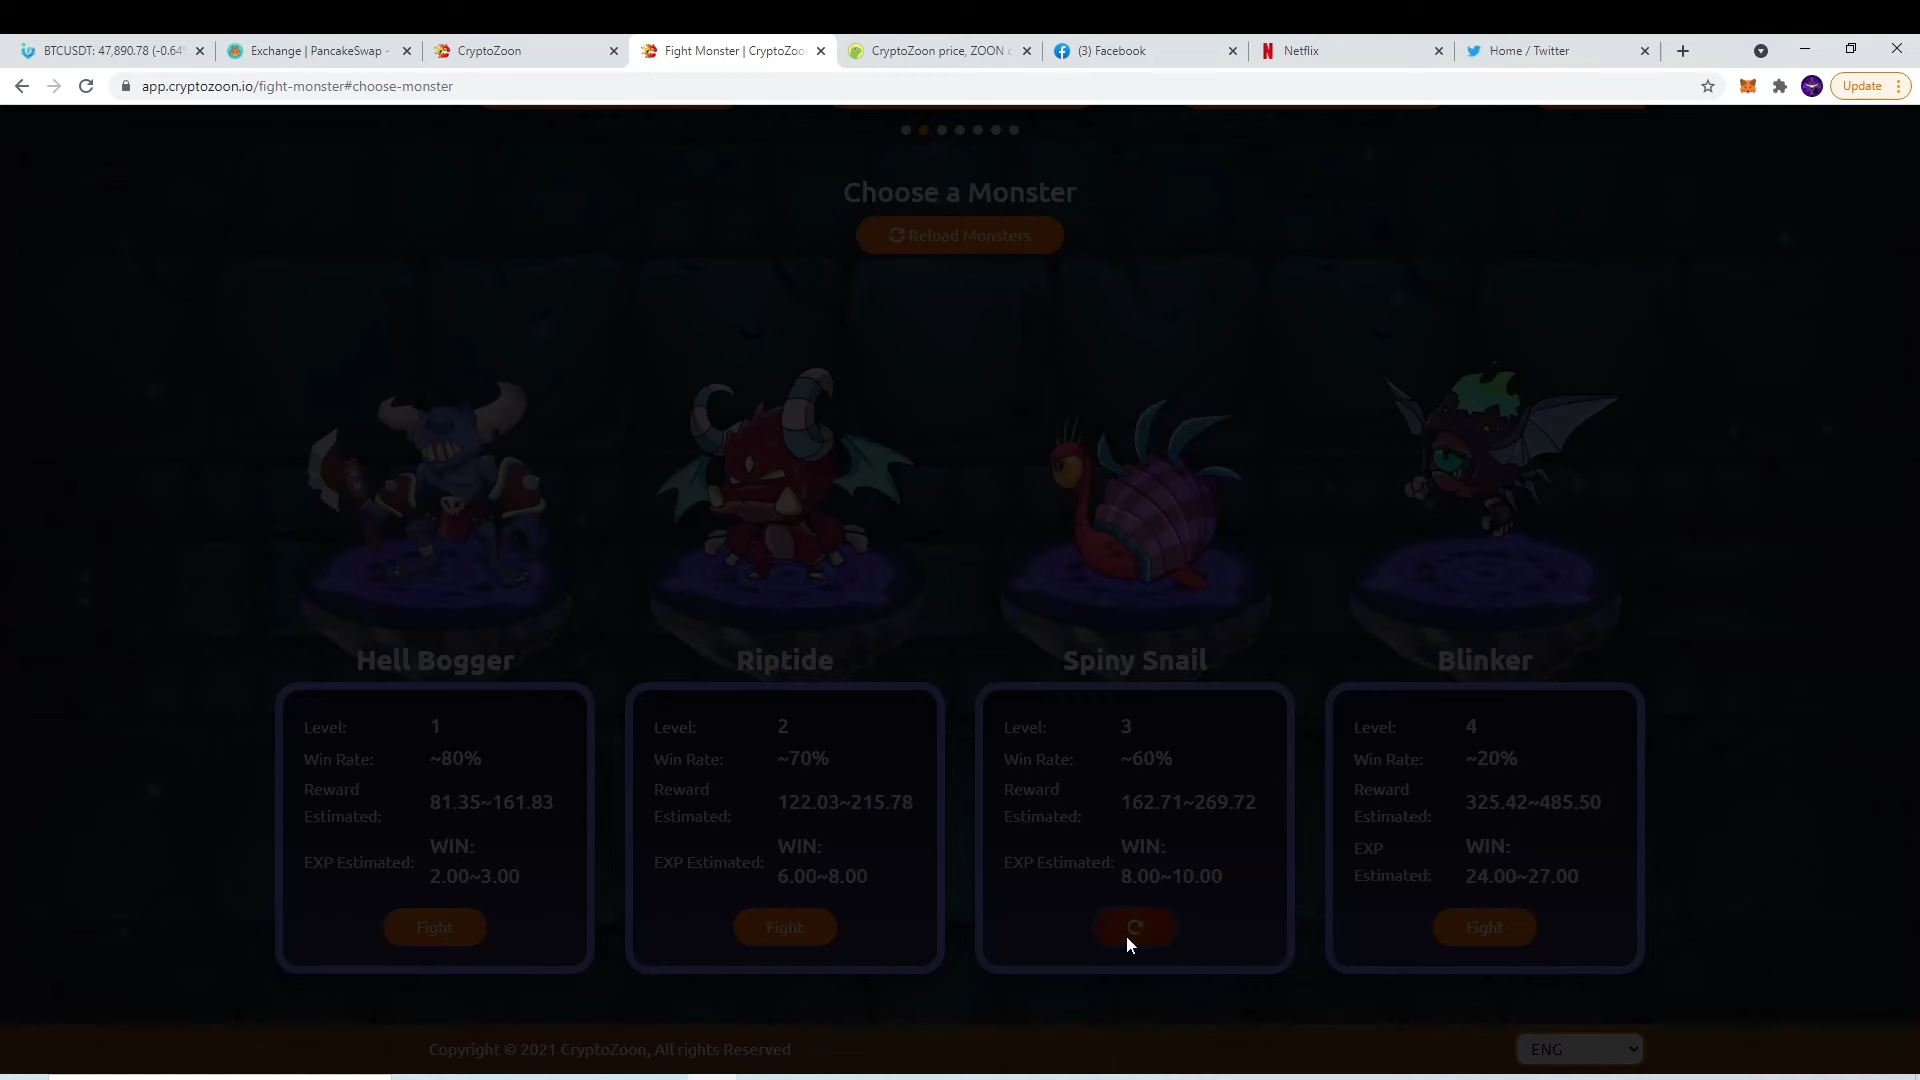 BTCUSDT: 47,890.78 (-0.64%
Exchange | PancakeSwap -
CryptoZoon
Fight Monster | CryptoZoon
CryptoZoon price, ZOON c
(3) Facebook
Netflix
Home / Twitter
app.cryptozoon.io/fight-monster#choose-monster
Update
Choose a Monster
Reload Monsters
Hell Bogger
Level: 1
Win Rate: ~80%
Reward Estimated: 81.35~161.83
EXP Estimated: WIN: 2.00~3.00
Fight
Riptide
Level: 2
Win Rate: ~70%
Reward Estimated: 122.03~215.78
EXP Estimated: WIN: 6.00~8.00
Fight
Spiny Snail
Level: 3
Win Rate: ~60%
Reward Estimated: 162.71~269.72
EXP Estimated: WIN: 8.00~10.00
Blinker
Level: 4
Win Rate: ~20%
Reward Estimated: 325.42~485.50
EXP Estimated: WIN: 24.00~27.00
Fight
Copyright © 2021 CryptoZoon, All rights Reserved
ENG